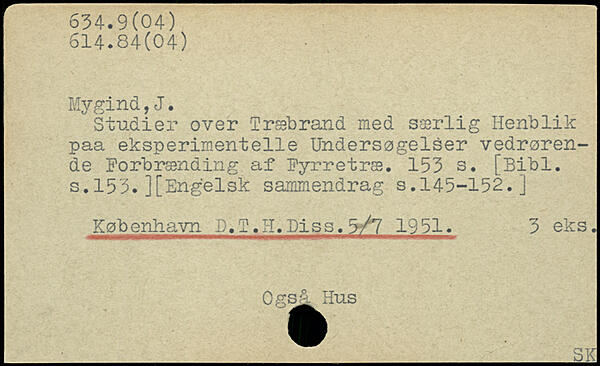 634.9(04)
614.84(04)
Mygind,J.
Studier over Træbrand med særlig Henblik
paa eksperimentelle Undersøgelser vedrøren-
de Forbrænding af Fyrretræ. 153 s. [Bibl.
s.153.][Engelsk sammendrag s.145-152.]
København D.T.H.Diss.5/7 1951. 3 eks.
Også Hus
SK